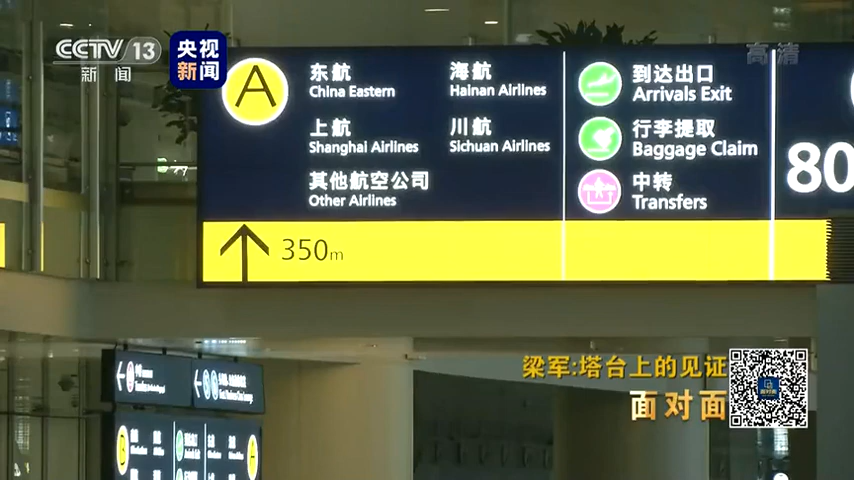 CCTV 13
新闻
央视
新闻
高清
A
东航
China Eastern
海航
Hainan Airlines
上航
Shanghai Airlines
川航
Sichuan Airlines
其他航空公司
Other Airlines
到达出口
Arrivals Exit
行李提取
Baggage Claim
中转
Transfers
80
350m
梁军:塔台上的见证
面对面
B
A